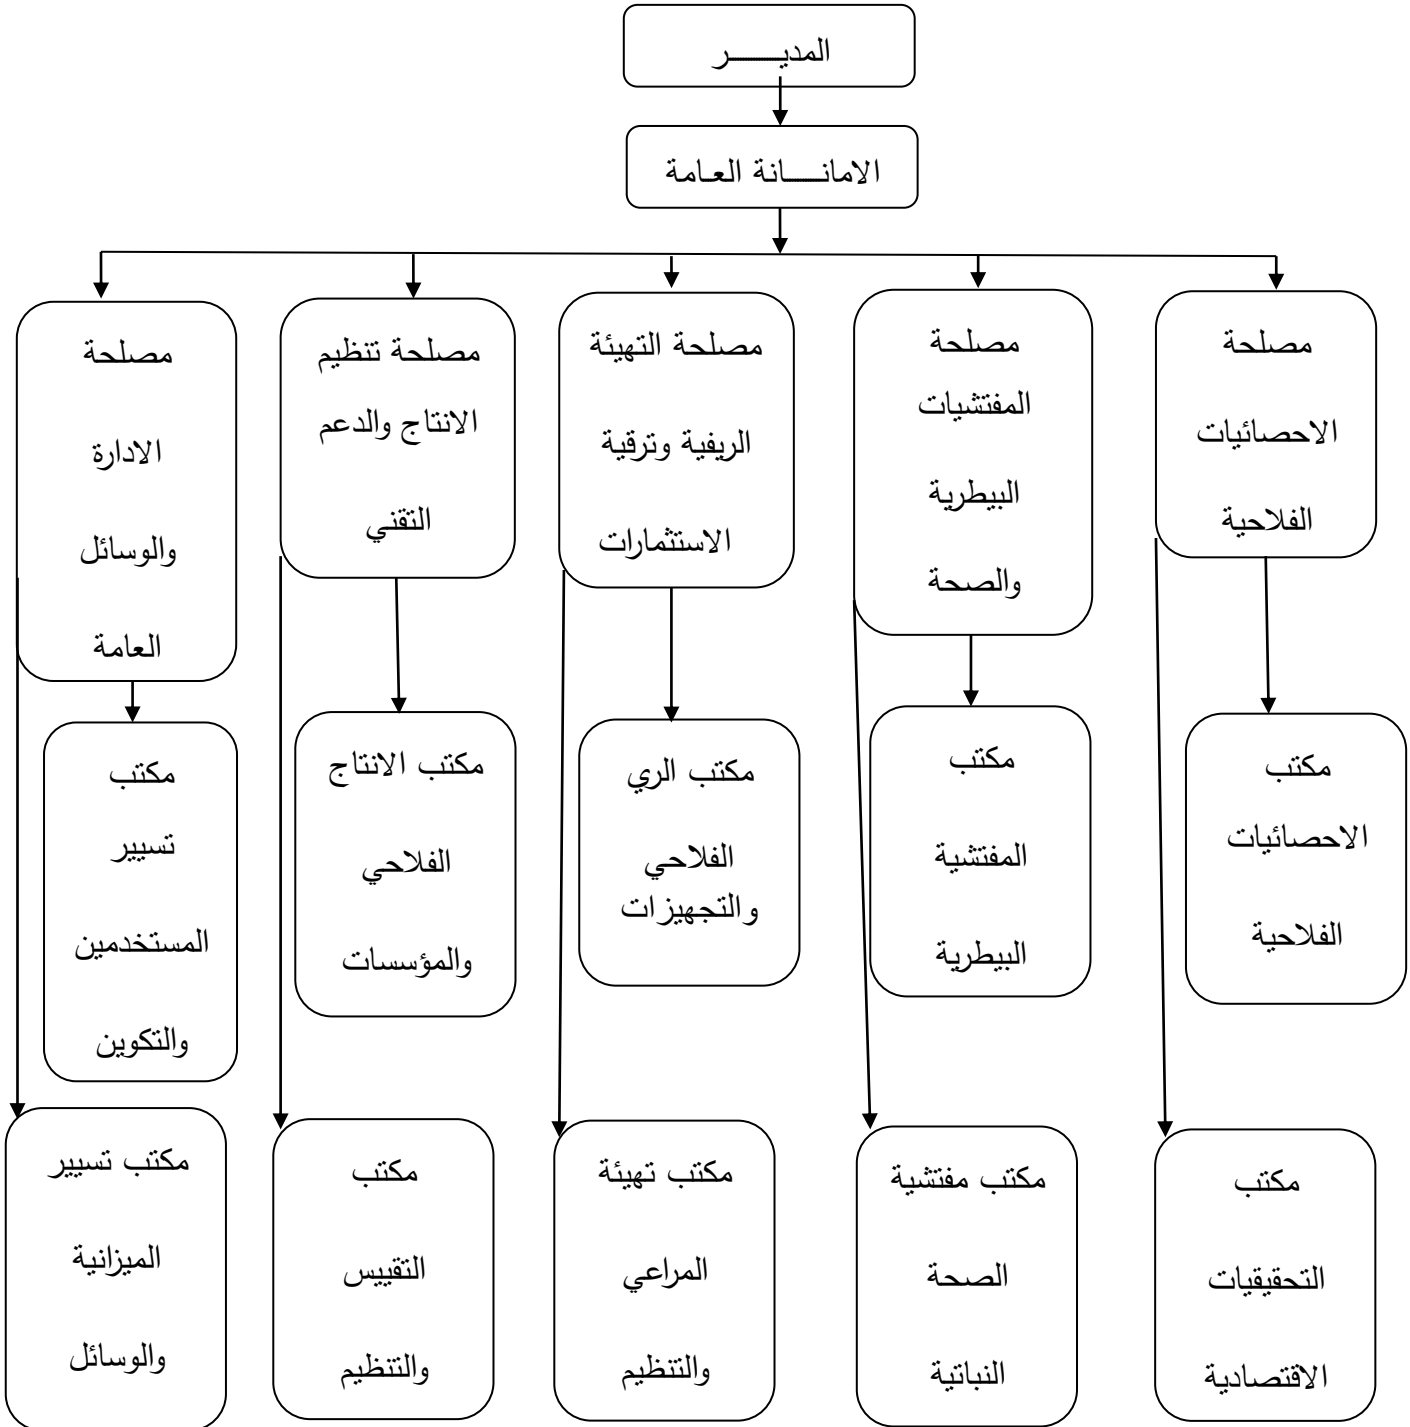 المديـــــر
الامانــــانة العامة
مصلحة
الاحصائيات
الفلاحية
مصلحة
المفتشيات
البيطرية
والصحة
مصلحة التهيئة
الريفية وترقية
الاستثمارات
مصلحة تنظيم
الانتاج والدعم
التقني
مصلحة
الادارة
والوسائل
العامة
مكتب
الاحصائيات
الفلاحية
مكتب
المفتشية
البيطرية
مكتب الري
الفلاحي
والتجهيزات
مكتب الانتاج
الفلاحي
والمؤسسات
مكتب
تسيير
المستخدمين
والتكوين
مكتب
التحقيقيات
الاقتصادية
مكتب مفتشية
الصحة
النباتية
مكتب تهيئة
المراعي
والتنظيم
مكتب
التقييس
والتنظيم
مكتب تسيير
الميزانية
والوسائل